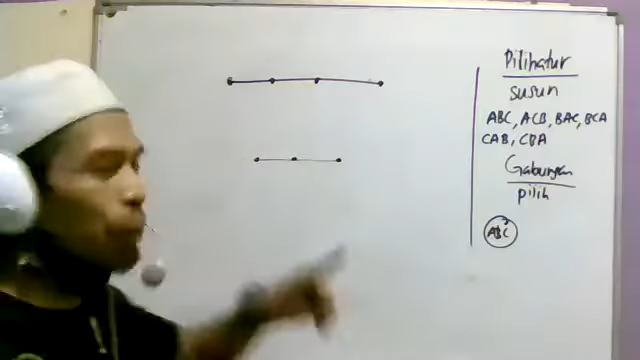 Pilihatur
susun
ABC, ACB, BAC, BCA
CAB, CBA
Gabungan
pilih
ABC